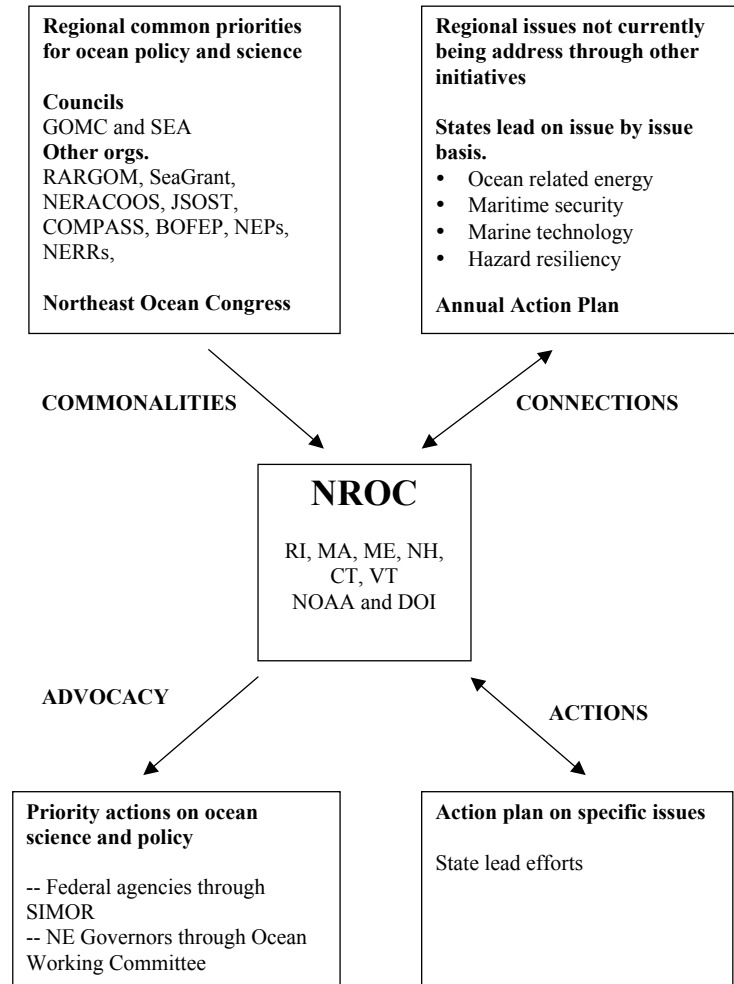 Regional common priorities
for ocean policy and science
Councils
GOMC and SEA
Other orgs.
RARGOM, SeaGrant,
NERACOOS, JSOST,
COMPASS, BOFEP, NEPs,
NERRs,
Northeast Ocean Congress
Regional issues not currently
being address through other
initiatives
States lead on issue by issue
basis.
• Ocean related energy
• Maritime security
• Marine technology
• Hazard resiliency
Annual Action Plan
COMMONALITIES
CONNECTIONS
NROC
RI, MA, ME, NH,
CT, VT
NOAA and DOI
ADVOCACY
ACTIONS
Priority actions on ocean
science and policy
-- Federal agencies through
SIMOR
-- NE Governors through Ocean
Working Committee
Action plan on specific issues
State lead efforts